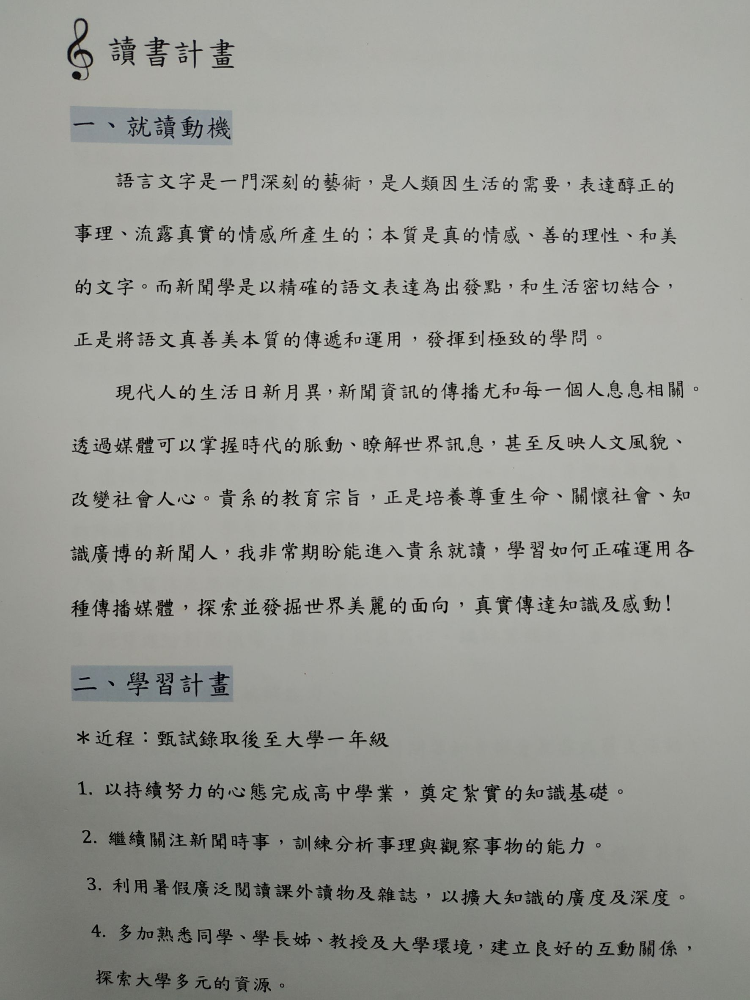 讀書計畫
一、就讀動機
語言文字是一門深刻的藝術，是人類因生活的需要，表達醇正的
事理、流露真實的情感所產生的；本質是真的情感、善的理性、和美
的文字。而新聞學是以精確的語文表達為出發點，和生活密切結合，
正是將語文真善美本質的傳遞和運用，發揮到極致的學問。
現代人的生活日新月異，新聞資訊的傳播尤和每一個人息息相關。
透過媒體可以掌握時代的脈動、瞭解世界訊息，甚至反映人文風貌、
改變社會人心。貴系的教育宗旨，正是培養尊重生命、關懷社會、知
識廣博的新聞人，我非常期盼能進入貴系就讀，學習如何正確運用各
種傳播媒體，探索並發掘世界美麗的面向，真實傳達知識及感動！
二、學習計畫
＊近程：甄試錄取後至大學一年級
1. 以持續努力的心態完成高中學業，奠定紮實的知識基礎。
2. 繼續關注新聞時事，訓練分析事理與觀察事物的能力。
3. 利用暑假廣泛閱讀課外讀物及雜誌，以擴大知識的廣度及深度。
4. 多加熟悉同學、學長姊、教授及大學環境，建立良好的互動關係，
探索大學多元的資源。